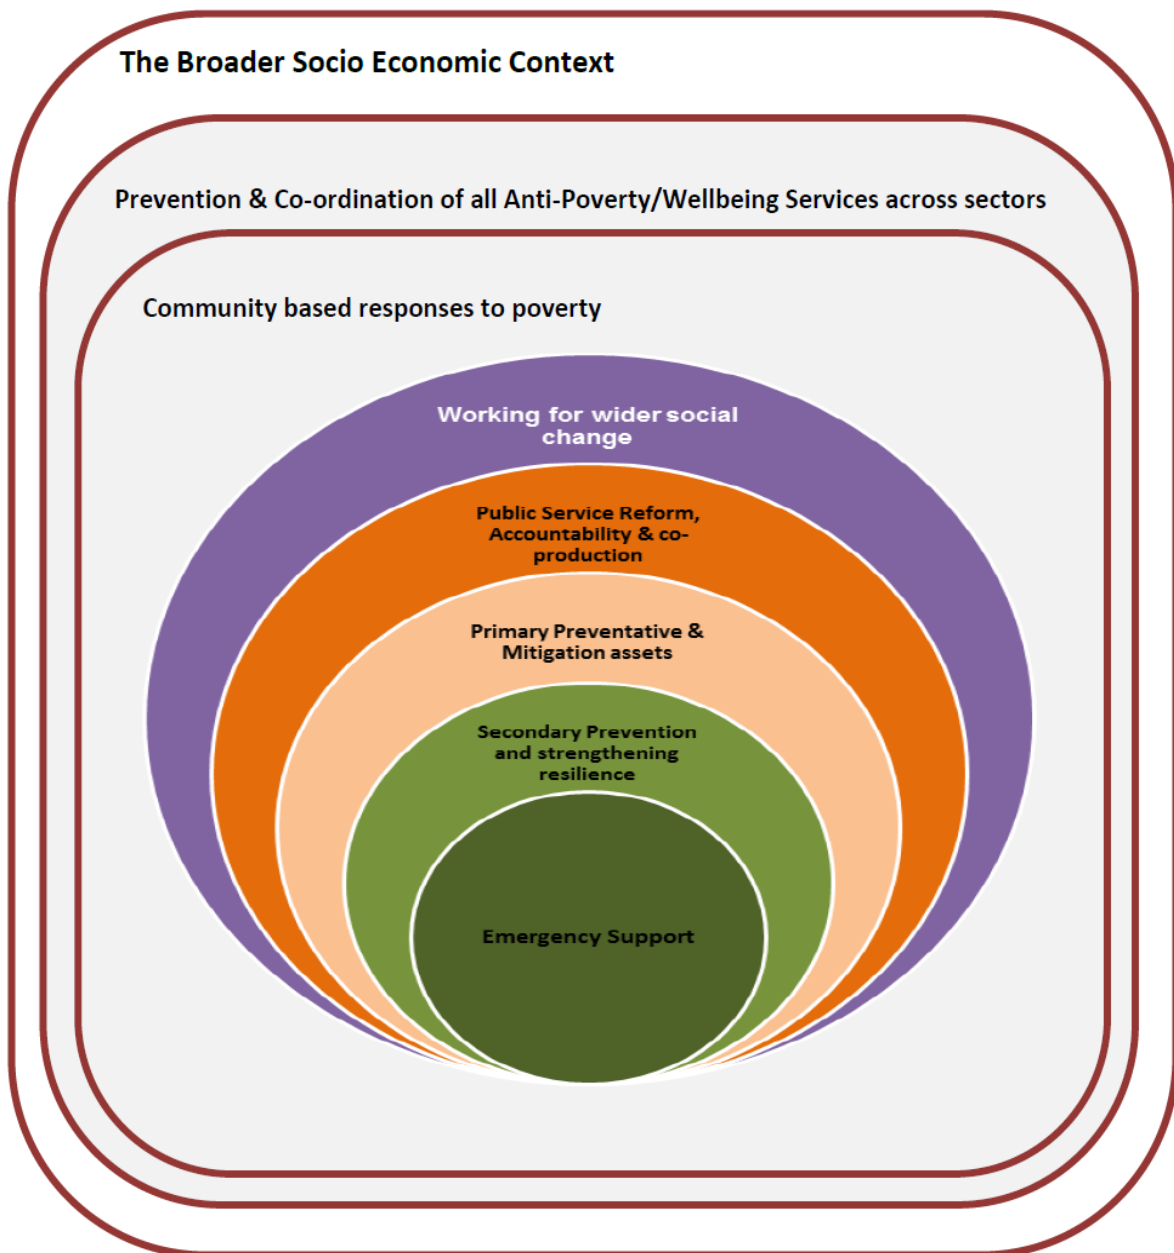 The Broader Socio Economic Context
Prevention & Co-ordination of all Anti-Poverty/Wellbeing Services across sectors
Community based responses to poverty
Working for wider social
change
Public Service Reform,
Accountability & co-
production
Primary Preventative &
Mitigation assets
Secondary Prevention
and strengthening
resilience
Emergency Support